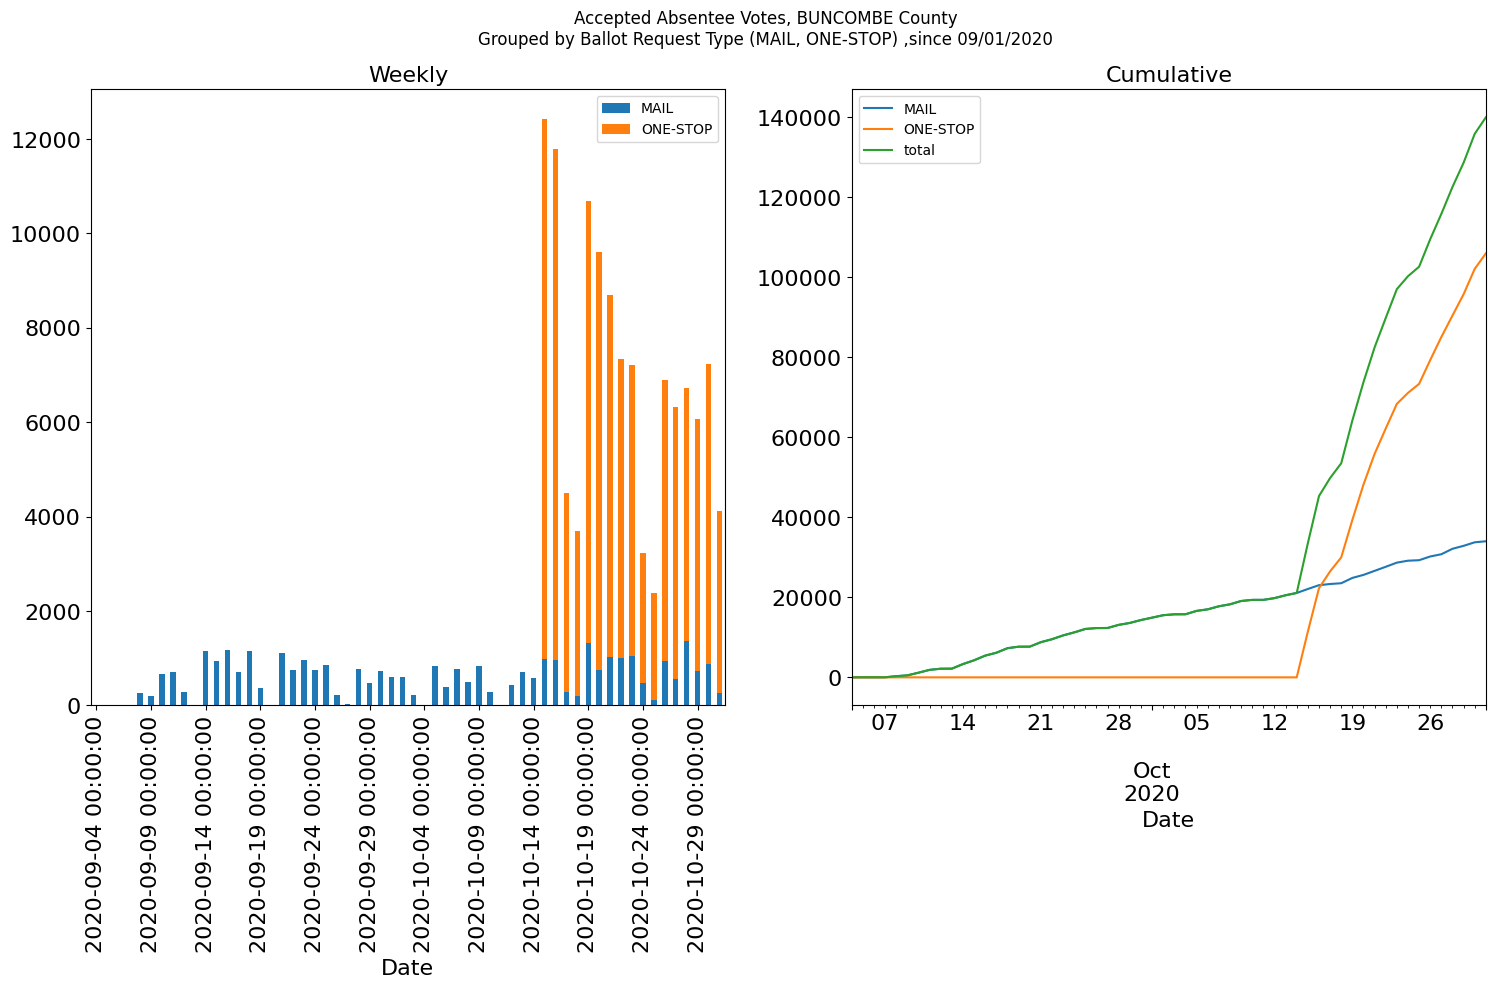 Accepted Absentee Votes, BUNCOMBE County
Grouped by Ballot Request Type (MAIL, ONE-STOP) ,since 09/01/2020
Weekly
MAIL
ONE-STOP
12000
10000
8000
6000
4000
2000
0
2020-09-04 00:00:00
2020-09-09 00:00:00
2020-09-14 00:00:00
2020-09-19 00:00:00
2020-09-24 00:00:00
2020-09-29 00:00:00
2020-10-04 00:00:00
2020-10-09 00:00:00
2020-10-14 00:00:00
2020-10-19 00:00:00
2020-10-24 00:00:00
2020-10-29 00:00:00
Date
Cumulative
MAIL
ONE-STOP
total
140000
120000
100000
80000
60000
40000
20000
0
07 14 21 28 05 12 19 26
Oct
2020
Date